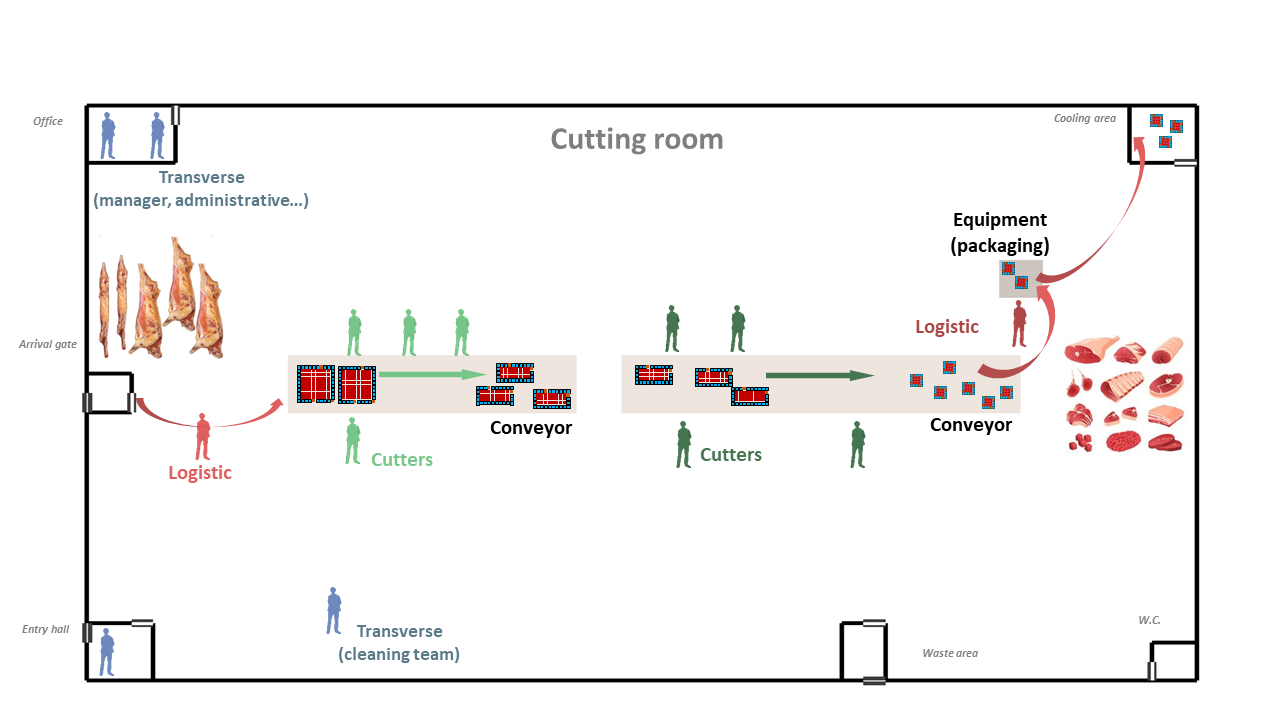 Office
Cutting room
Cooling area
Transverse
(manager, administrative...)
Equipment
(packaging)
Arrival gate
Logistic
Conveyor
Conveyor
Cutters
Cutters
Logistic
Entry hall
Transverse
(cleaning team)
W.C.
Waste area